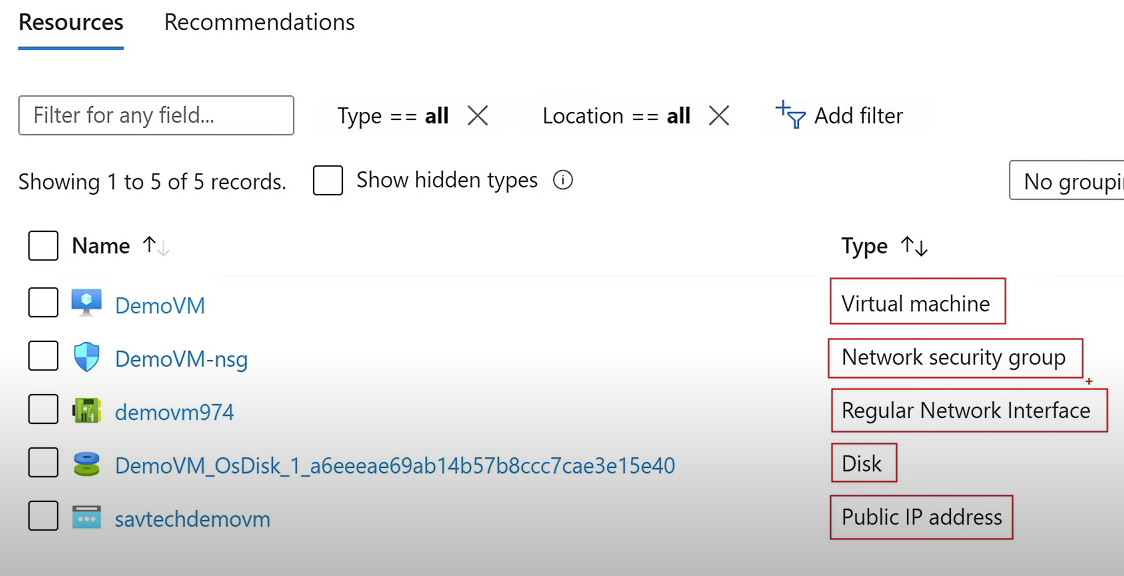 Resources Recommendations
Filter for any field... Type == all Location == all Add filter
Showing 1 to 5 of 5 records. Show hidden types No groupi
Name Type
DemoVM Virtual machine
DemoVM-nsg Network security group
demovm974 Regular Network Interface
DemoVM_OsDisk_1_a6eeeae69ab14b57b8ccc7cae3e15e40 Disk
savtechdemovm Public IP address